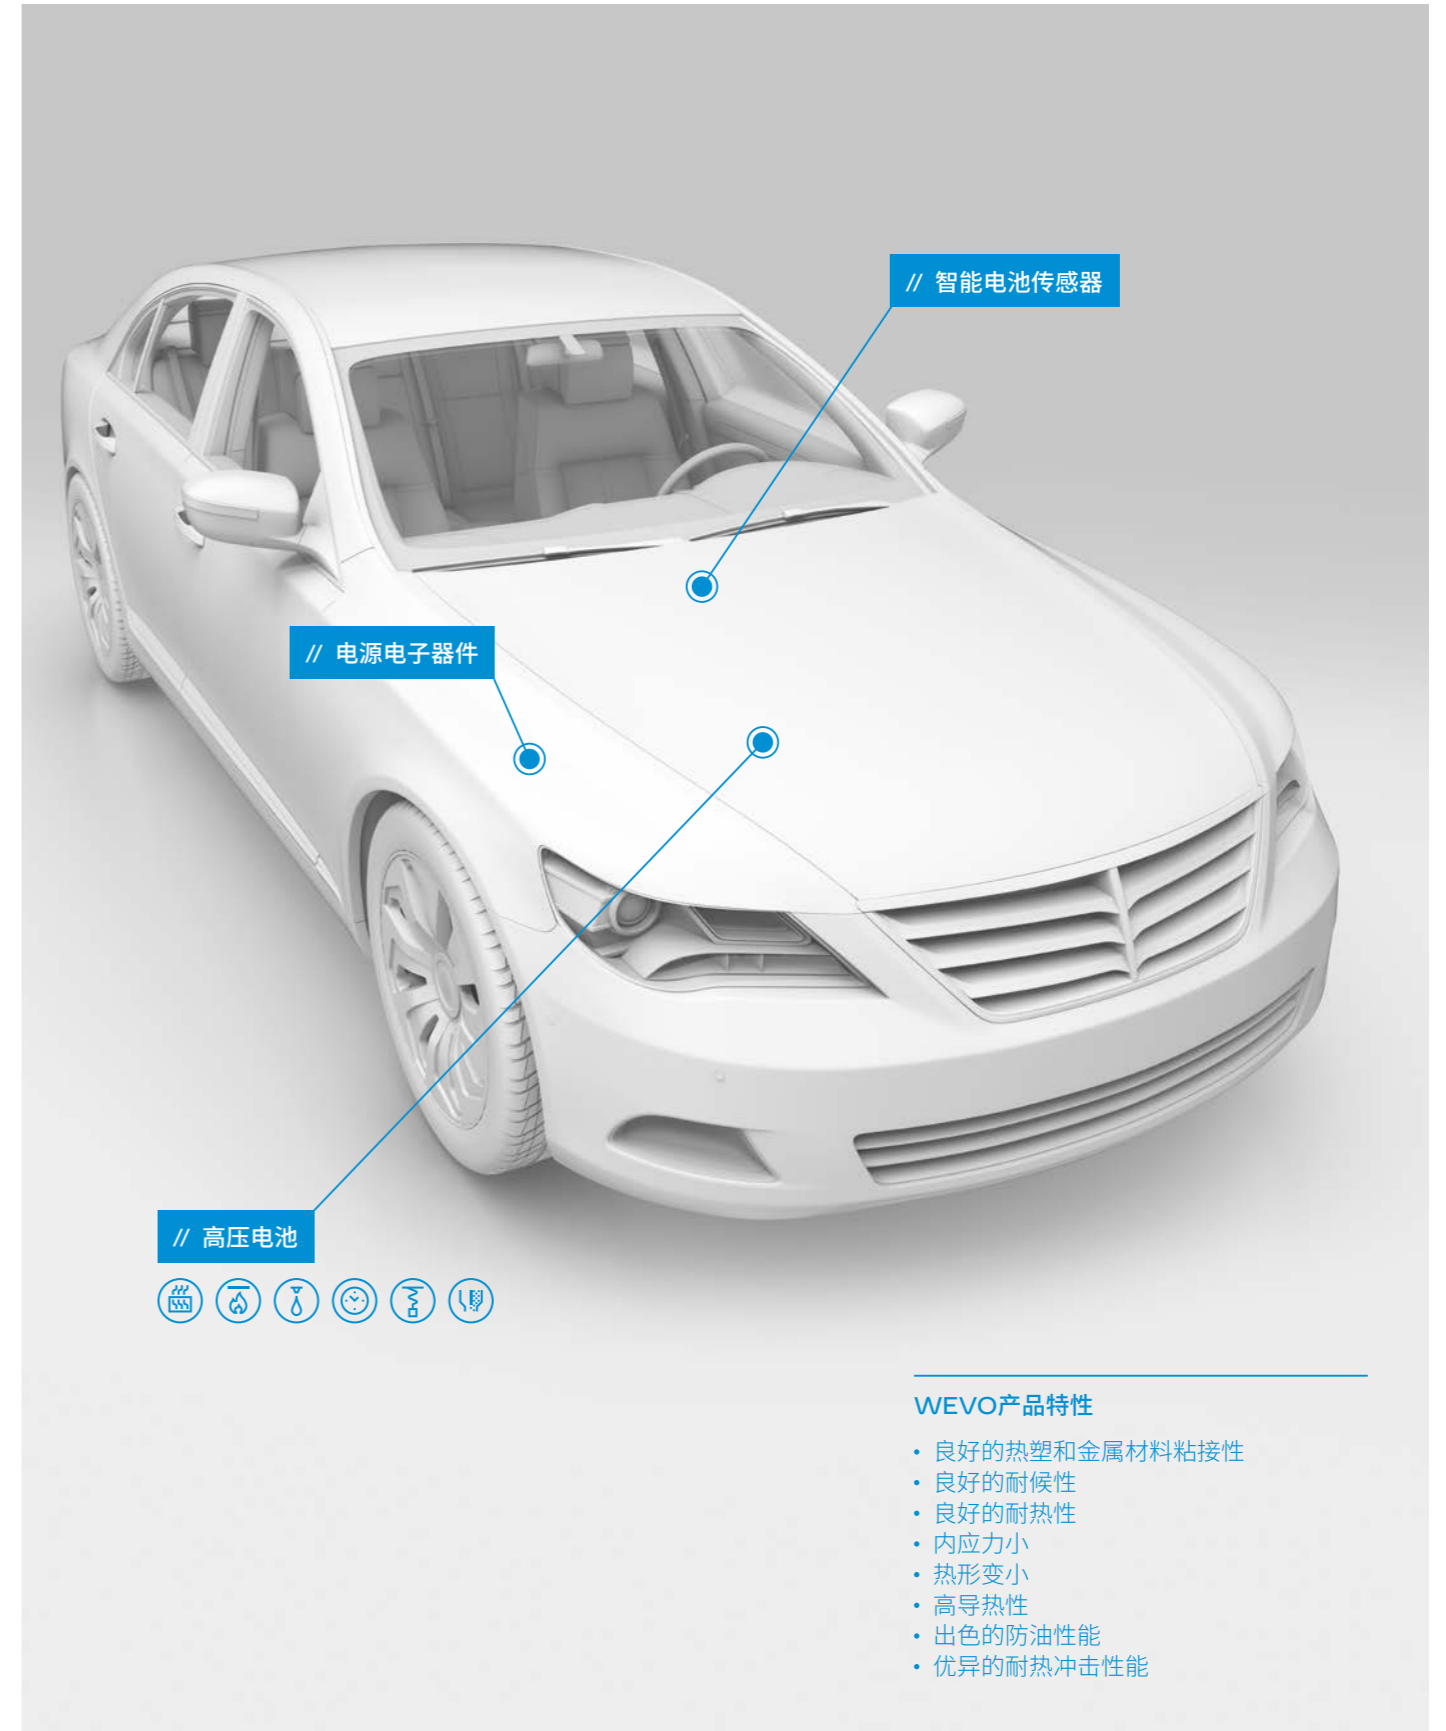 // 智能电池传感器
// 电源电子器件
// 高压电池
WEVO产品特性
• 良好的热塑和金属材料粘接性
• 良好的耐候性
• 良好的耐热性
• 内应力小
• 热形变小
• 高导热性
• 出色的防油性能
• 优异的耐热冲击性能